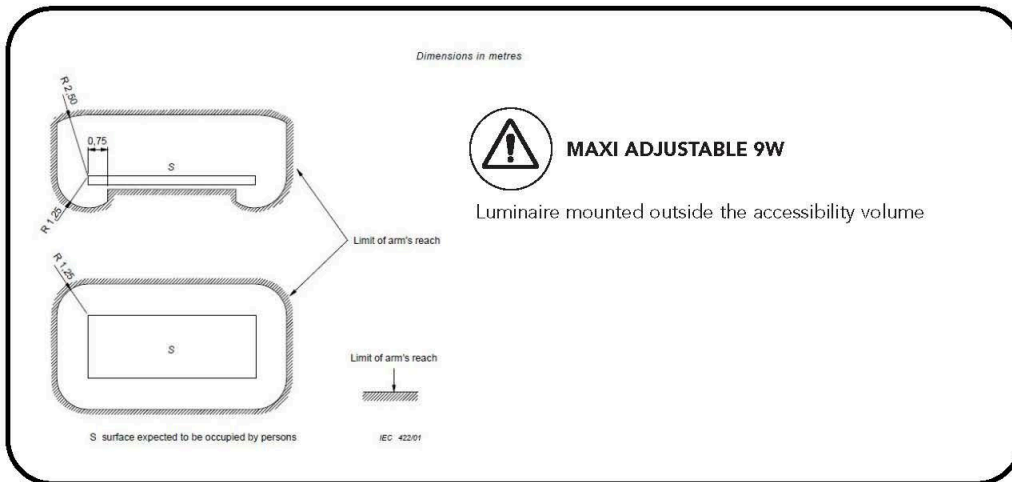 Dimensions in metres
R 2,50
0,75
S
R 1,25
Limit of arm's reach
R 1,25
S
Limit of arm's reach
S surface expected to be occupied by persons
IEC 422/01
MAXI ADJUSTABLE 9W
Luminaire mounted outside the accessibility volume